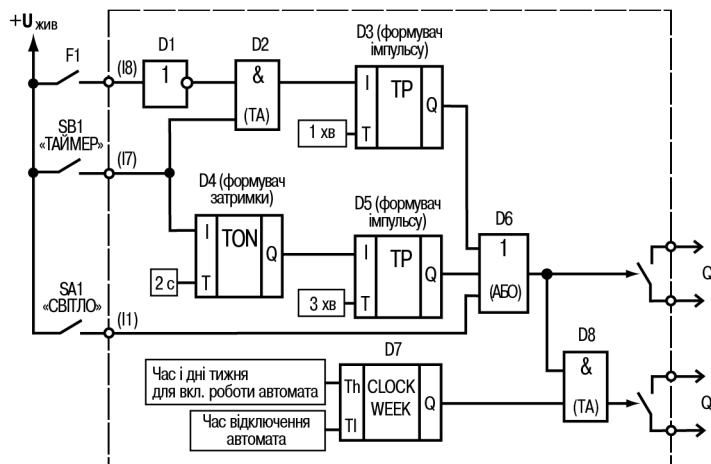 +U жив
F1
(I8)
D1
1
D2
&
(ТА)
D3 (формувач
імпульсу)
I
TP
Q
T
1 хв
SB1
«ТАЙМЕР»
(I7)
D4 (формувач
затримки)
I
TON
Q
T
2 с
D5 (формувач
імпульсу)
I
TP
Q
T
3 хв
D6
1
(АБО)
Q
SA1
«СВІТЛО»
(I1)
D7
Час і дні тижня
для вкл. роботи автомата
Th
CLOCK
WEEK
Q
Час відключення
автомата
Tl
D8
&
(ТА)
Q